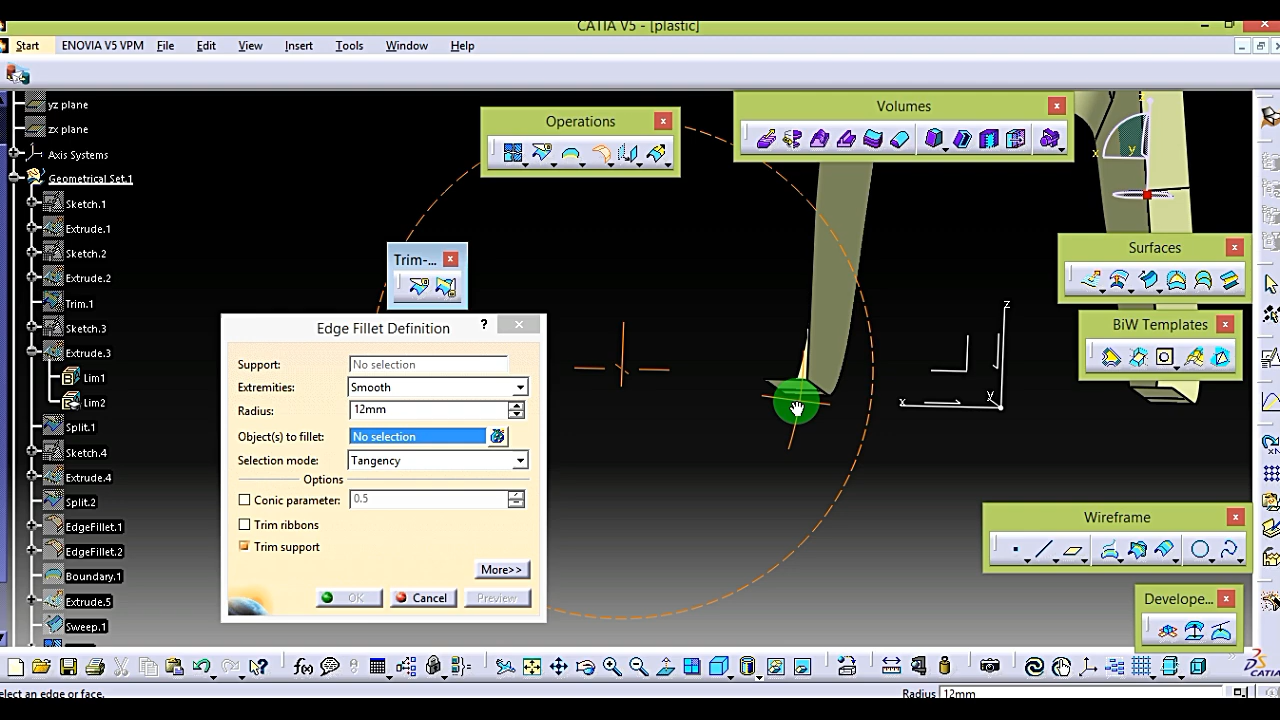 CATIA V5 - [plastic]
Start ENOVIA V5 VPM File Edit View Insert Tools Window Help
yz plane
zx plane
Axis Systems
Geometrical Set.1
Sketch.1
Extrude.1
Sketch.2
Extrude.2
Trim.1
Sketch.3
Extrude.3
Lim1
Lim2
Split.1
Sketch.4
Extrude.4
Split.2
EdgeFillet.1
EdgeFillet.2
Boundary.1
Extrude.5
Sweep.1
Operations
Volumes
Trim-...
Surfaces
BiW Templates
Wireframe
Develope...
Edge Fillet Definition ?
Support: No selection
Extremities: Smooth
Radius: 12mm
Object(s) to fillet: No selection
Selection mode: Tangency
Options
Conic parameter: 0.5
Trim ribbons
Trim support
More>>
OK Cancel Preview
x
y
z
x
y
f(x)
CATIA
elect an edge or face.
Radius 12mm